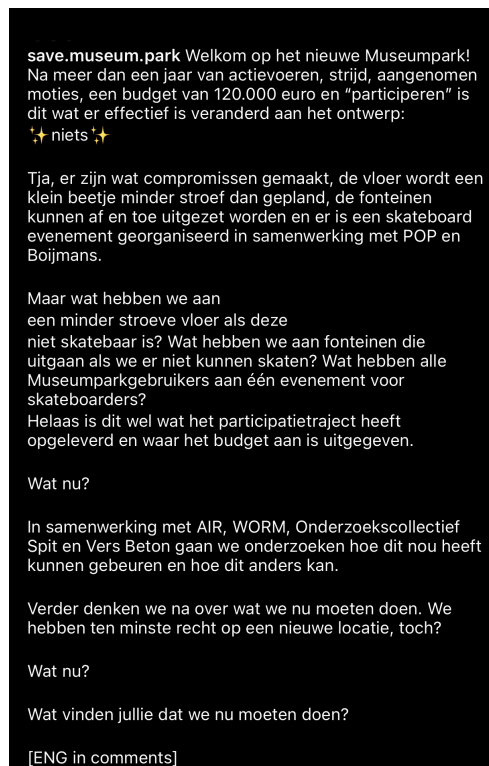 save.museum.park Welkom op het nieuwe Museumpark!
Na meer dan een jaar van actievoeren, strijd, aangenomen
moties, een budget van 120.000 euro en “participeren” is
dit wat er effectief is veranderd aan het ontwerp:
✨niets✨
Tja, er zijn wat compromissen gemaakt, de vloer wordt een
klein beetje minder stroef dan gepland, de fonteinen
kunnen af en toe uitgezet worden en er is een skateboard
evenement georganiseerd in samenwerking met POP en
Boijmans.
Maar wat hebben we aan
een minder stroeve vloer als deze
niet skatebaar is? Wat hebben we aan fonteinen die
uitgaan als we er niet kunnen skaten? Wat hebben alle
Museumparkgebruikers aan één evenement voor
skateboarders?
Helaas is dit wel wat het participatietraject heeft
opgeleverd en waar het budget aan is uitgegeven.
Wat nu?
In samenwerking met AIR, WORM, Onderzoekscollectief
Spit en Vers Beton gaan we onderzoeken hoe dit nou heeft
kunnen gebeuren en hoe dit anders kan.
Verder denken we na over wat we nu moeten doen. We
hebben ten minste recht op een nieuwe locatie, toch?
Wat nu?
Wat vinden jullie dat we nu moeten doen?
[ENG in comments]